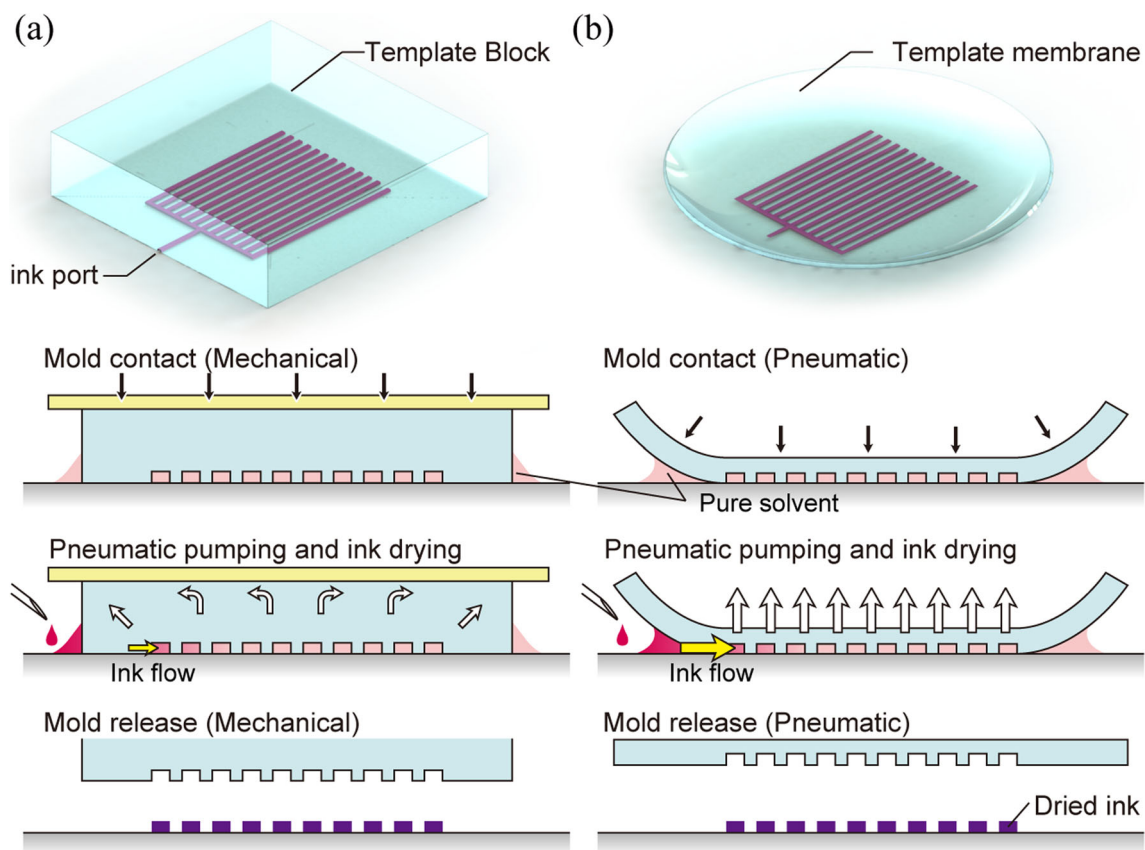 (a)
Template Block
ink port
(b)
Template membrane
Mold contact (Mechanical)
Mold contact (Pneumatic)
Pure solvent
Pneumatic pumping and ink drying
Pneumatic pumping and ink drying
Ink flow
Ink flow
Mold release (Mechanical)
Mold release (Pneumatic)
Dried ink